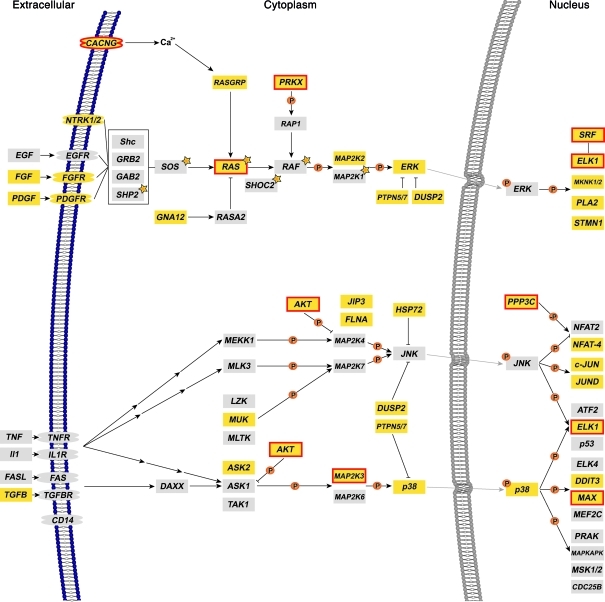 Extracellular
Cytoplasm
Nucleus
CACNG
Ca2+
RASGRP
PRKX
P
RAP1
NTRK1/2
EGF
EGFR
FGF
FGFR
PDGF
PDGFR
Shc
GRB2
GAB2
SHP2
SOS
RAS
SHOC2
RAF
P
MAP2K2
MAP2K1
P
ERK
PTPN5/7
DUSP2
GNA12
RASA2
P
ERK
P
SRF
ELK1
MKNK1/2
PLA2
STMN1
AKT
P
JIP3
FLNA
HSP72
MEKK1
P
MAP2K4
P
MLK3
P
MAP2K7
P
JNK
LZK
MUK
P
MLTK
DUSP2
PTPN5/7
PPP3C
P
P
JNK
P
P
P
NFAT2
NFAT-4
c-JUN
JUND
ATF2
ELK1
p53
ELK4
DDIT3
MAX
MEF2C
PRAK
MAPKAPK
MSK1/2
CDC25B
TNF
TNFR
Il1
IL1R
FASL
FAS
TGFB
TGFBR
CD14
DAXX
ASK2
ASK1
TAK1
AKT
P
P
MAP2K3
MAP2K6
P
p38
P
p38
P
P
P